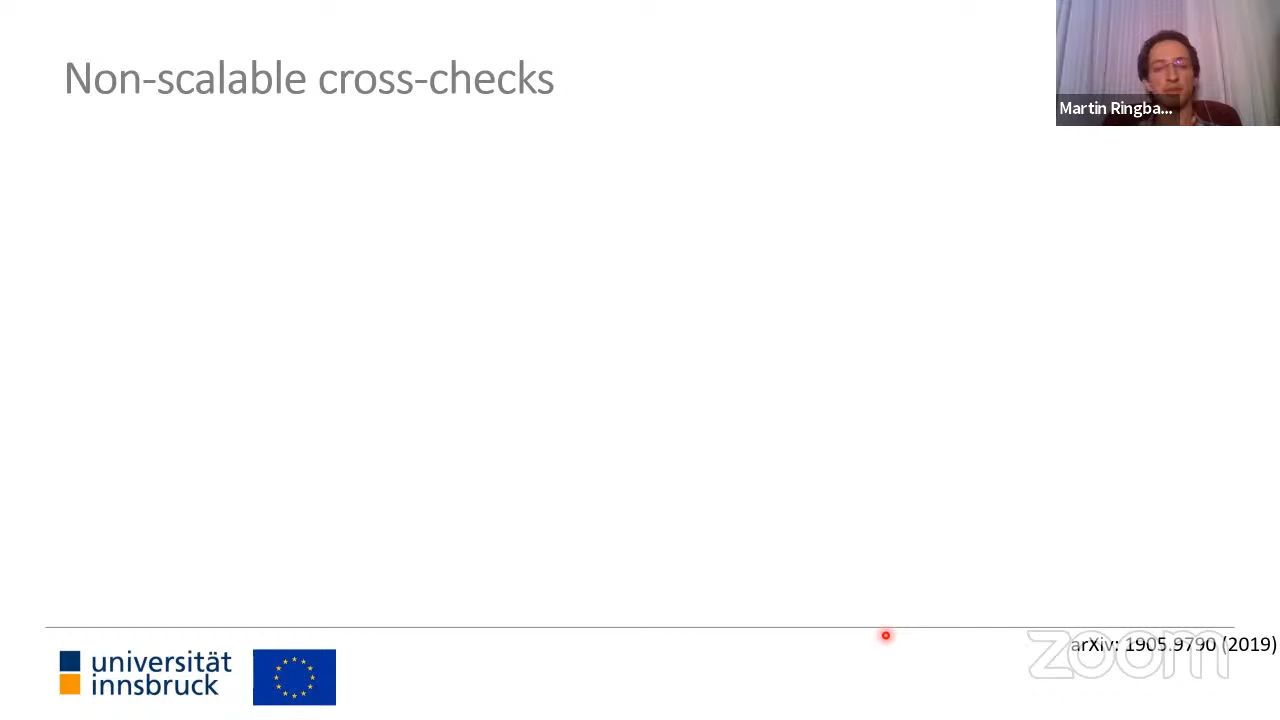 Non-scalable cross-checks
Martin Ringba...
arXiv: 1905.9790 (2019)
zoom
universität
innsbruck